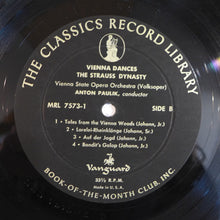 THE CLASSICS RECORD LIBRARY
VIENNA DANCES
THE STRAUSS DYNASTY
Vienna State Opera Orchestra (Volksoper)
ANTON PAULIK, conductor
MRL 7573-1
SIDE B
1 - Tales from the Vienna Woods (Johann, Jr.)
2 - Lorelei-Rheinklänge (Johann, Sr.)
3 - Auf der Jagd (Johann, Jr.)
4 - Bandit's Galop (Johann, Jr.)
Vanguard
33⅓ R.P.M.
Made in U.S.A.
BOOK-OF-THE-MONTH CLUB, INC.